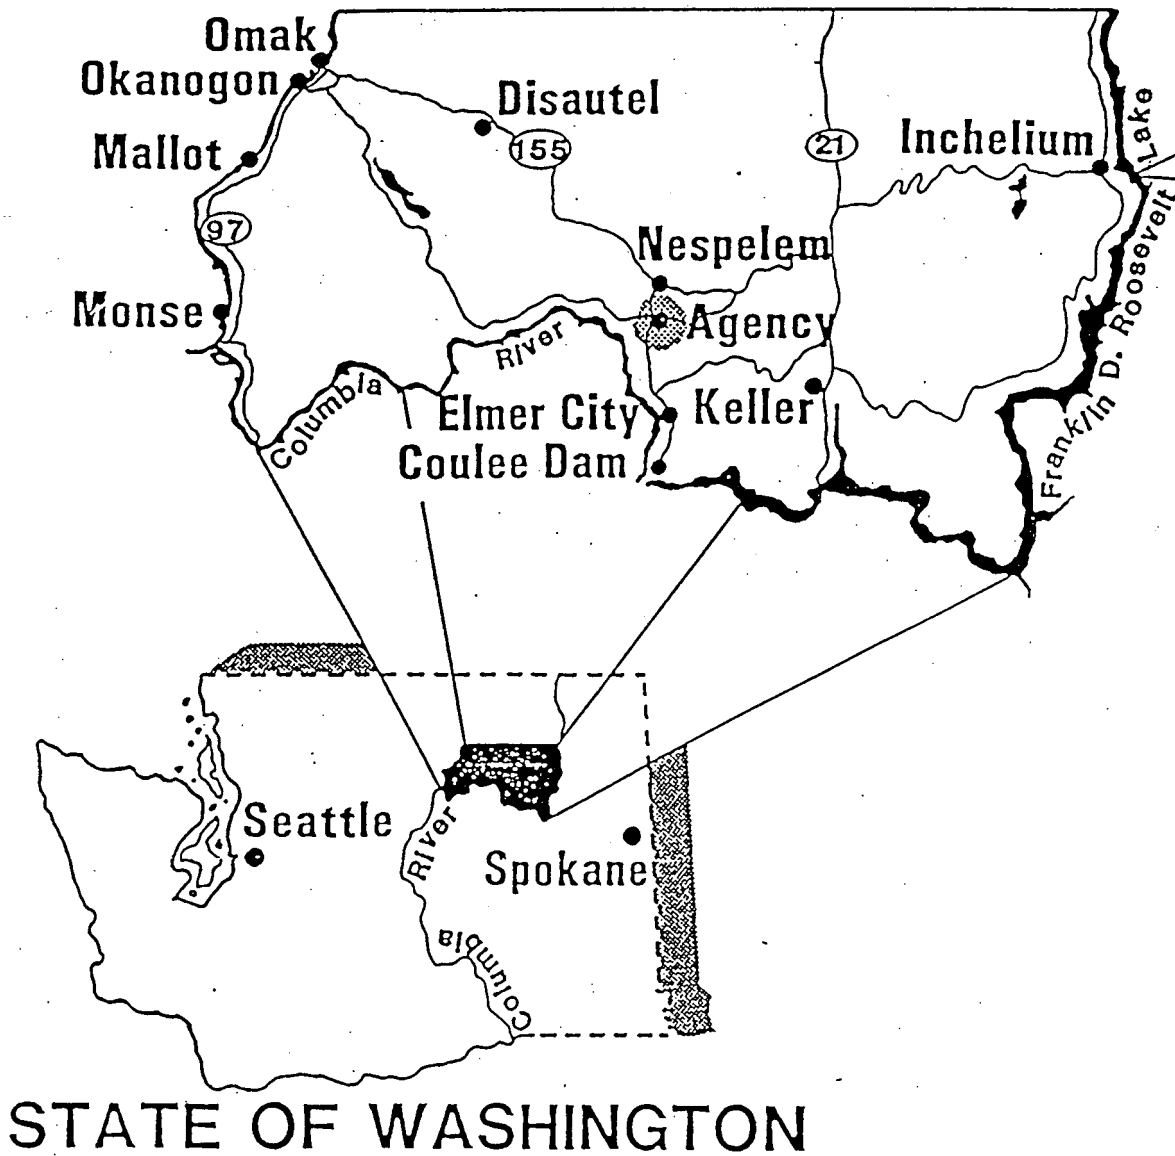 Omak
Okanogon
Disautel
Mallot
155
21
Inchelium
Lake
97
Nespelem
Monse
Agency
River
Columbia
Franklin D. Roosevelt
Elmer City
Keller
Coulee Dam
Seattle
River
Spokane
Columbia
STATE OF WASHINGTON